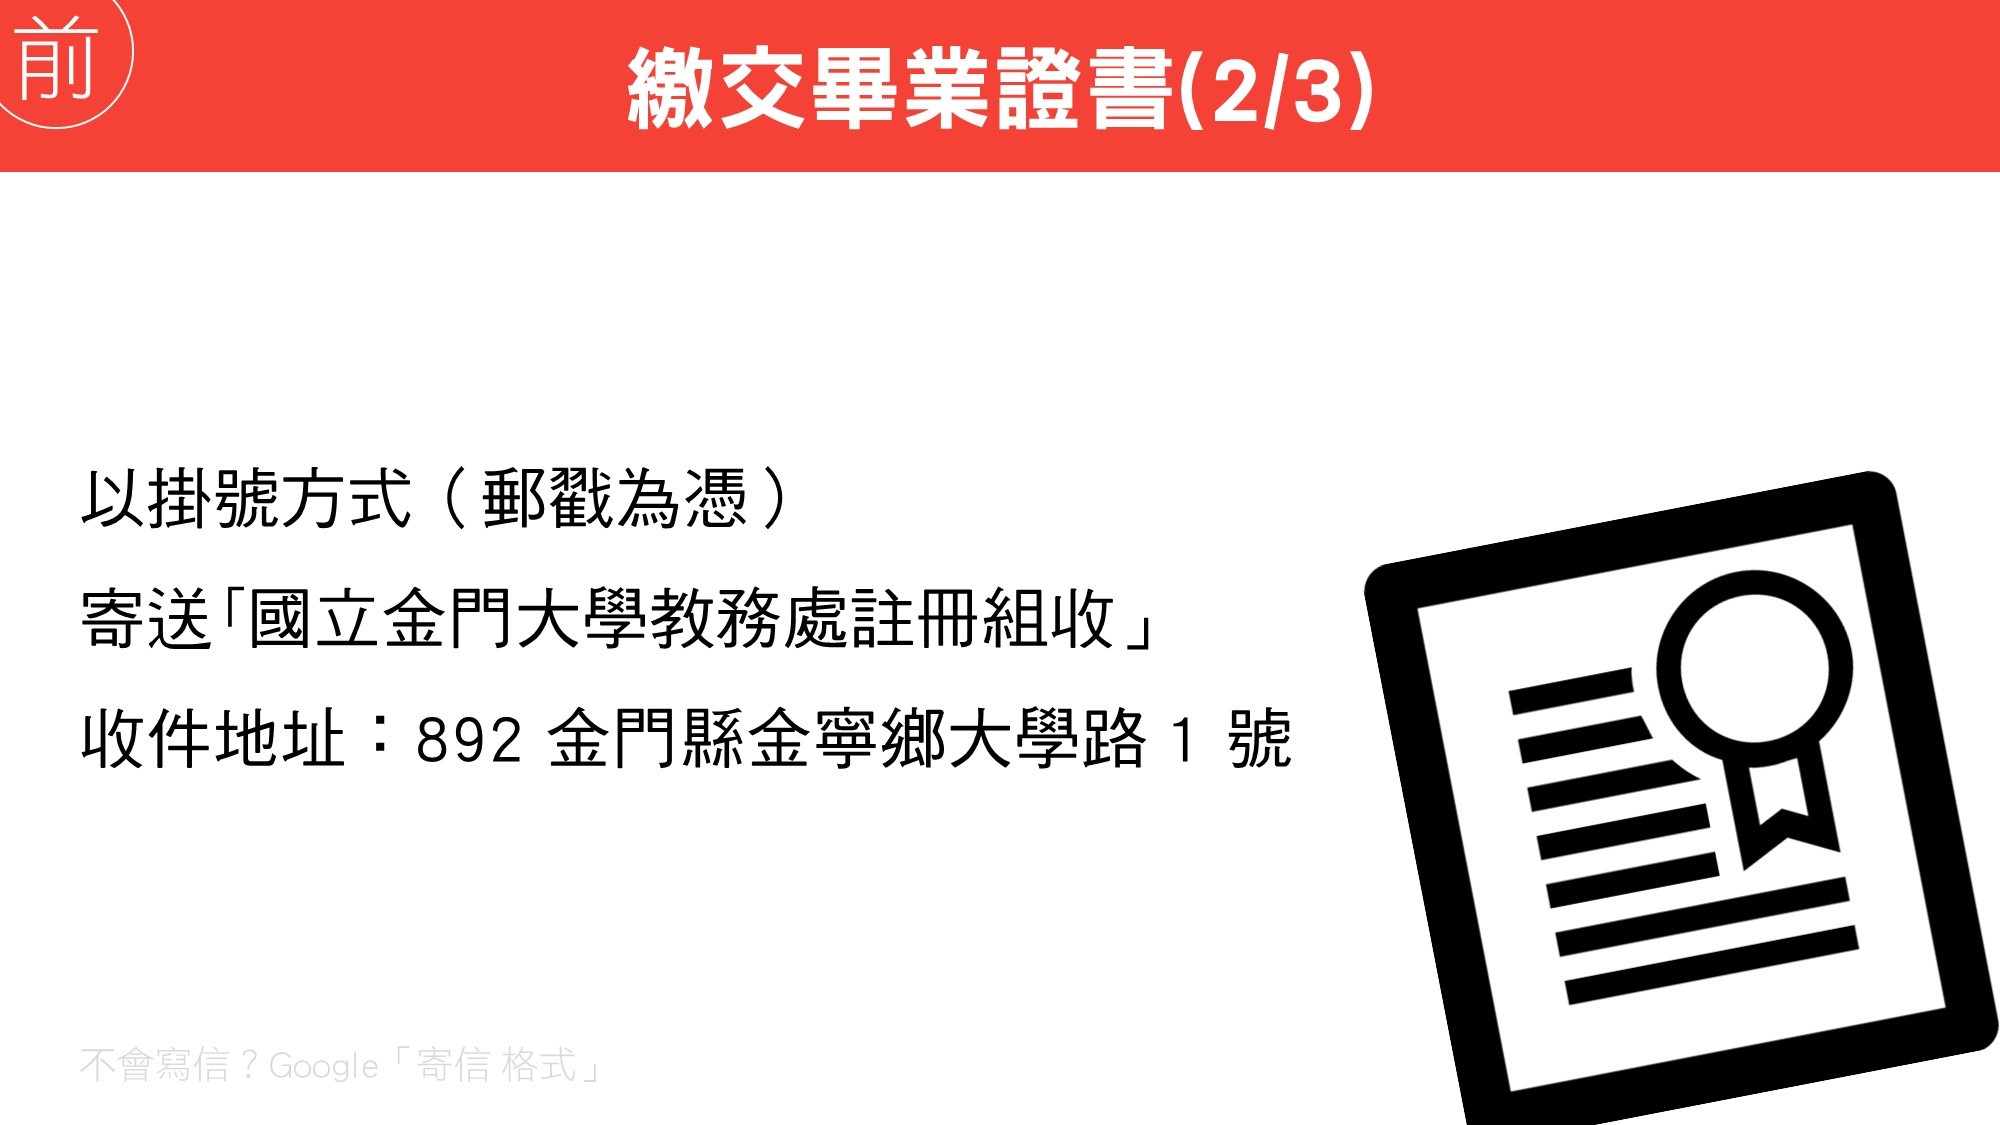 前
繳交畢業證書(2/3)
以掛號方式（郵戳為憑）
寄送「國立金門大學教務處註冊組收」
收件地址：892 金門縣金寧鄉大學路 1 號
不會寫信？Google「寄信 格式」